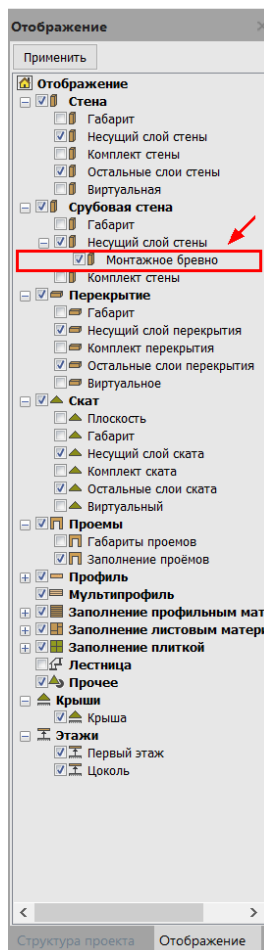 Отображение
Применить
Отображение
Стена
Габарит
Несущий слой стены
Комплект стены
Остальные слои стены
Виртуальная
Срубовая стена
Габарит
Несущий слой стены
Монтажное бревно
Комплект стены
Перекрытие
Габарит
Несущий слой перекрытия
Комплект перекрытия
Остальные слои перекрытия
Виртуальное
Скат
Плоскость
Габарит
Несущий слой ската
Комплект ската
Остальные слои ската
Виртуальный
Проемы
Габариты проемов
Заполнение проёмов
Профиль
Мультипрофиль
Заполнение профильным мат
Заполнение листовым матери
Заполнение плиткой
Лестница
Прочее
Крыши
Крыша
Этажи
Первый этаж
Цоколь
Структура проекта Отображение